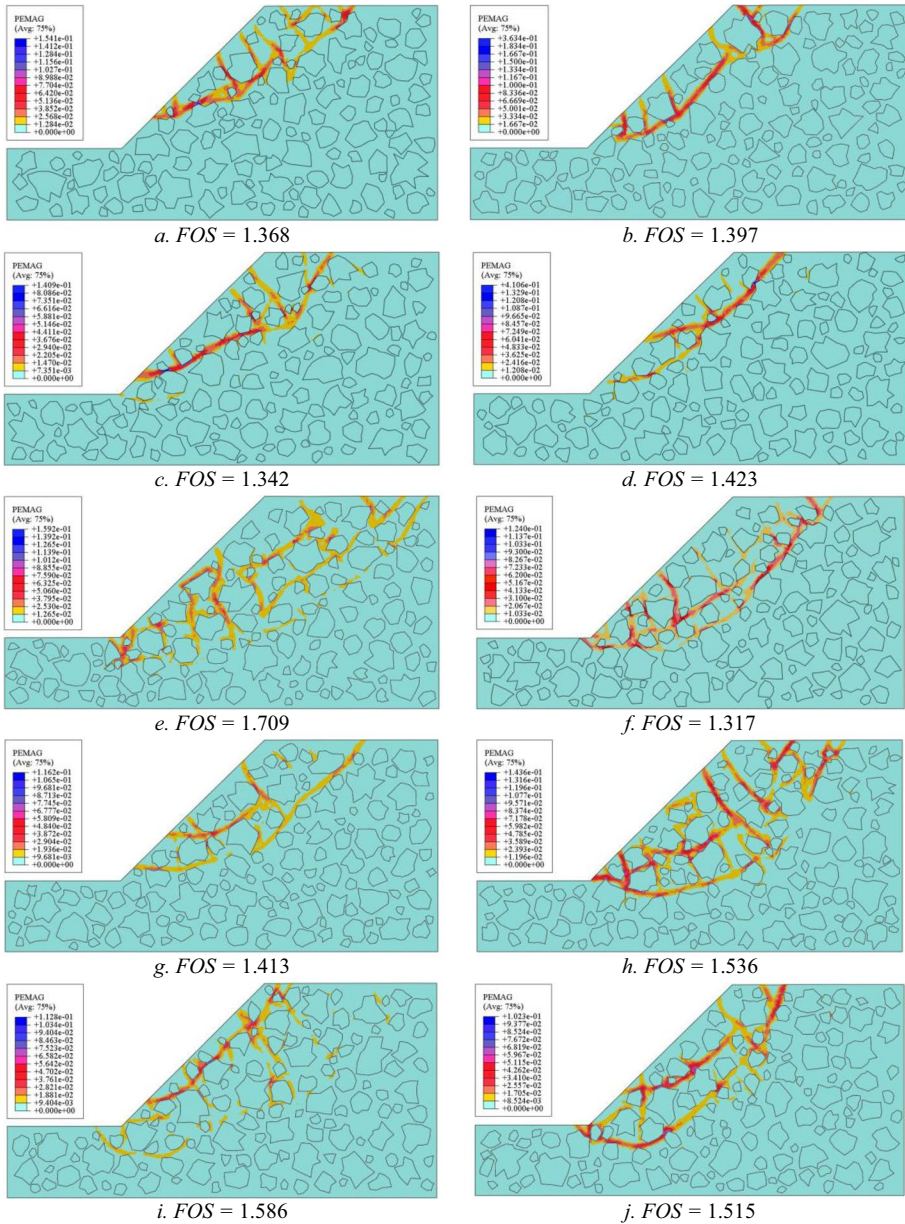 PEMAG
(Avg: 75%)
+1.541e-01
+1.412e-01
+1.284e-01
+1.156e-01
+1.027e-01
+8.988e-02
+7.704e-02
+6.420e-02
+5.136e-02
+3.852e-02
+2.568e-02
+1.284e-02
+0.000e+00
a. FOS = 1.368
PEMAG
(Avg: 75%)
+3.634e-01
+1.834e-01
+1.667e-01
+1.500e-01
+1.334e-01
+1.167e-01
+1.000e-01
+8.336e-02
+6.669e-02
+5.001e-02
+3.334e-02
+1.667e-02
+0.000e+00
b. FOS = 1.397
PEMAG
(Avg: 75%)
+1.409e-01
+8.086e-02
+7.351e-02
+6.616e-02
+5.881e-02
+5.146e-02
+4.411e-02
+3.676e-02
+2.940e-02
+2.205e-02
+1.470e-02
+7.351e-03
+0.000e+00
c. FOS = 1.342
PEMAG
(Avg: 75%)
+4.106e-01
+1.329e-01
+1.208e-01
+1.087e-01
+9.665e-02
+8.457e-02
+7.249e-02
+6.041e-02
+4.833e-02
+3.625e-02
+2.416e-02
+1.208e-02
+0.000e+00
d. FOS = 1.423
PEMAG
(Avg: 75%)
+1.592e-01
+1.392e-01
+1.265e-01
+1.139e-01
+1.012e-01
+8.855e-02
+7.590e-02
+6.325e-02
+5.060e-02
+3.795e-02
+2.530e-02
+1.265e-02
+0.000e+00
e. FOS = 1.709
PEMAG
(Avg: 75%)
+1.240e-01
+1.137e-01
+1.033e-01
+9.300e-02
+8.267e-02
+7.233e-02
+6.200e-02
+5.167e-02
+4.133e-02
+3.100e-02
+2.067e-02
+1.033e-02
+0.000e+00
f. FOS = 1.317
PEMAG
(Avg: 75%)
+1.162e-01
+1.065e-01
+9.681e-02
+8.713e-02
+7.745e-02
+6.777e-02
+5.809e-02
+4.840e-02
+3.872e-02
+2.904e-02
+1.936e-02
+9.681e-03
+0.000e+00
g. FOS = 1.413
PEMAG
(Avg: 75%)
+1.436e-01
+1.316e-01
+1.196e-01
+1.077e-01
+9.571e-02
+8.374e-02
+7.178e-02
+5.982e-02
+4.785e-02
+3.589e-02
+2.393e-02
+1.196e-02
+0.000e+00
h. FOS = 1.536
PEMAG
(Avg: 75%)
+1.128e-01
+1.034e-01
+9.404e-02
+8.463e-02
+7.523e-02
+6.582e-02
+5.642e-02
+4.702e-02
+3.761e-02
+2.821e-02
+1.881e-02
+9.404e-03
+0.000e+00
i. FOS = 1.586
PEMAG
(Avg: 75%)
+1.023e-01
+9.377e-02
+8.524e-02
+7.672e-02
+6.819e-02
+5.967e-02
+5.115e-02
+4.262e-02
+3.410e-02
+2.557e-02
+1.705e-02
+8.524e-03
+0.000e+00
j. FOS = 1.515